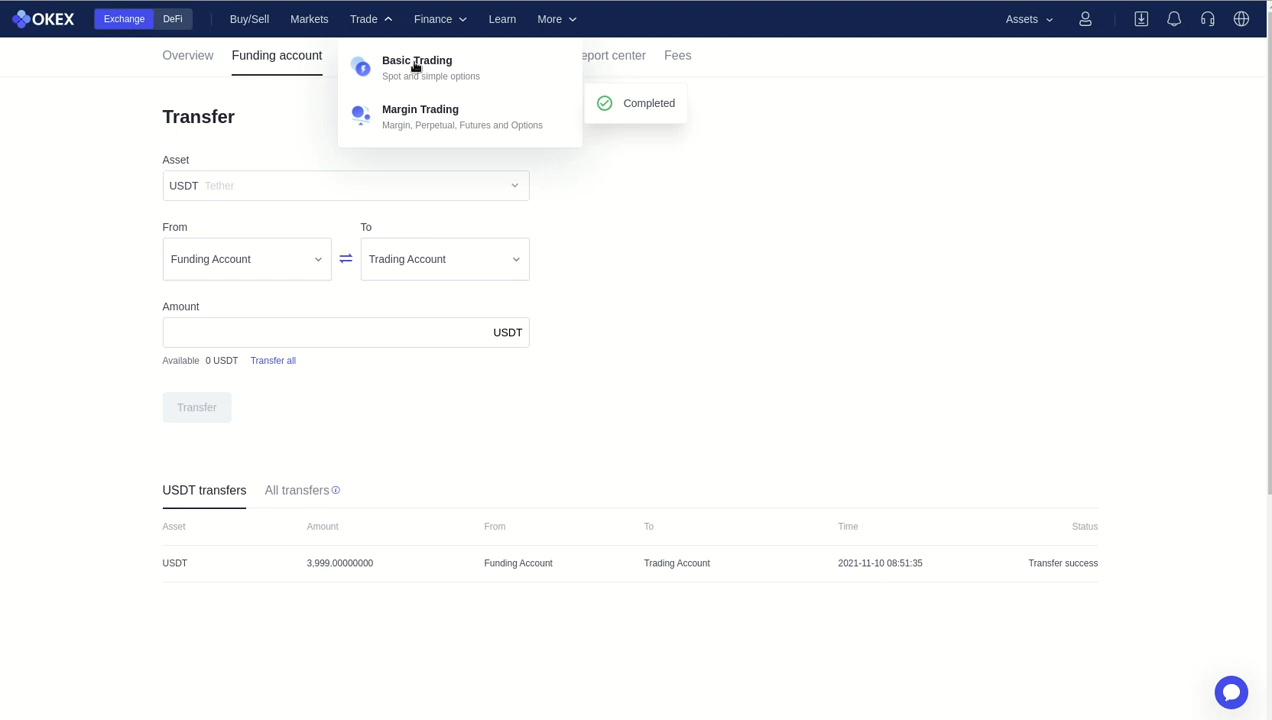 OKEX Exchange DeFi Buy/Sell Markets Trade Finance Learn More Assets
Overview Funding account eport center Fees
Basic Trading
Spot and simple options
Margin Trading
Margin, Perpetual, Futures and Options
Completed
Transfer
Asset
USDT Tether
From To
Funding Account Trading Account
Amount
USDT
Available 0 USDT Transfer all
Transfer
USDT transfers All transfers
Asset Amount From To Time Status
USDT 3,999.00000000 Funding Account Trading Account 2021-11-10 08:51:35 Transfer success